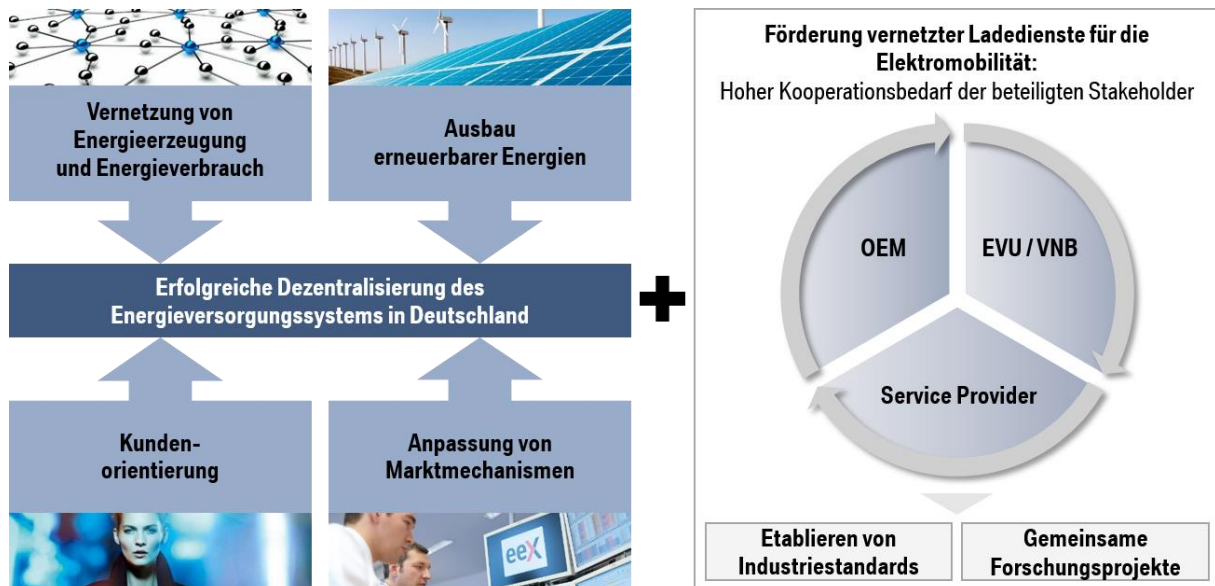 Vernetzung von
Energieerzeugung
und Energieverbrauch
Ausbau
erneuerbarer Energien
Erfolgreiche Dezentralisierung des
Energieversorgungssystems in Deutschland
Kunden-
orientierung
Anpassung von
Marktmechanismen
eex
Förderung vernetzter Ladedienste für die
Elektromobilität:
Hoher Kooperationsbedarf der beteiligten Stakeholder
OEM
EVU / VNB
Service Provider
Etablieren von
Industriestandards
Gemeinsame
Forschungsprojekte